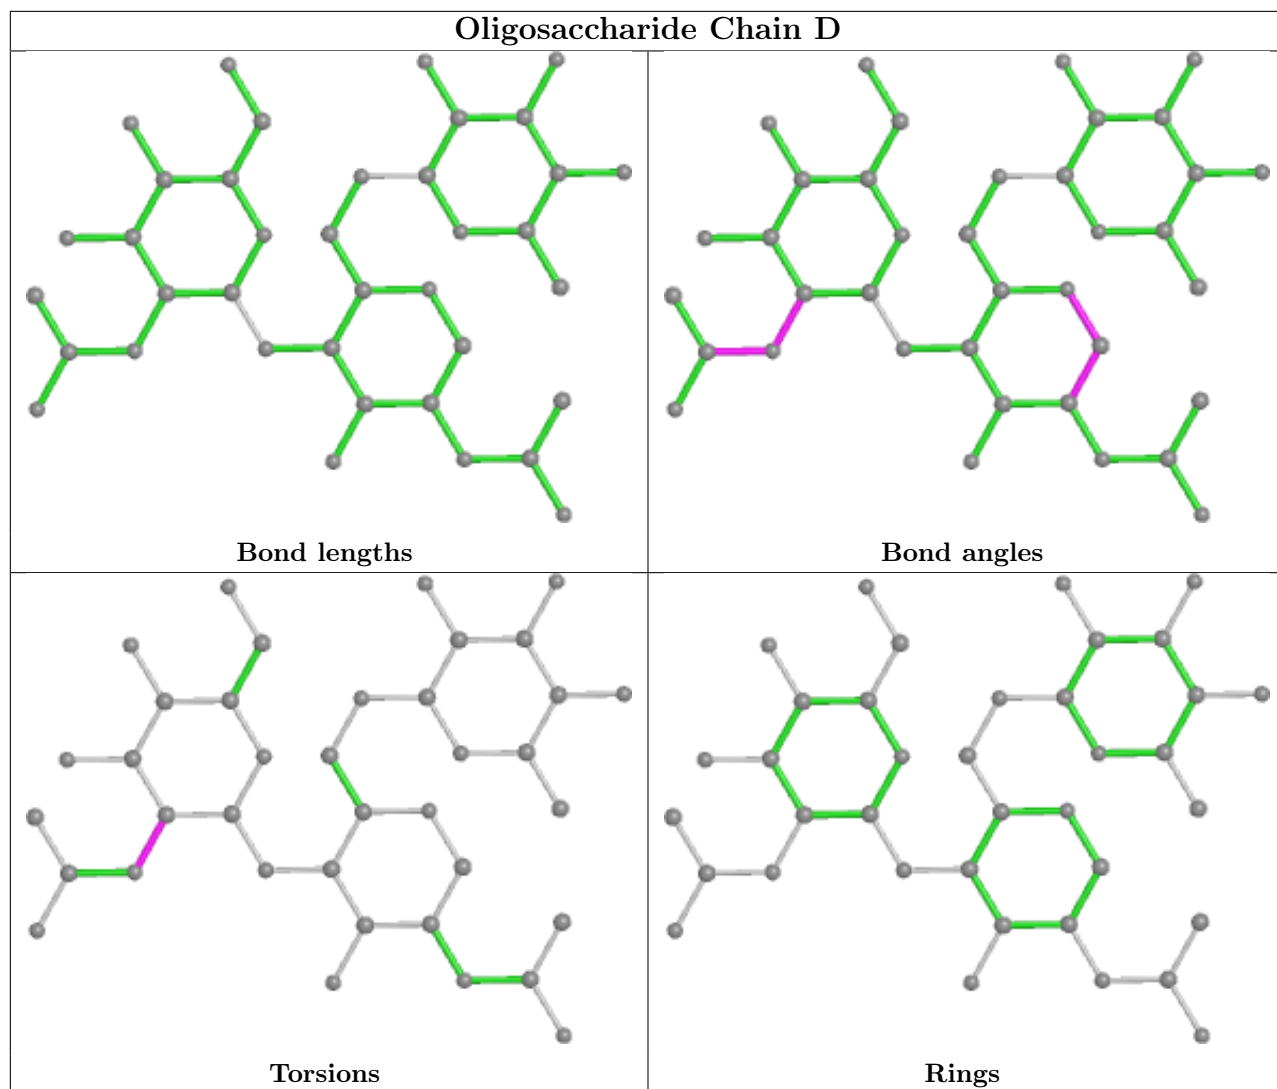 Oligosaccharide Chain D
Bond lengths
Bond angles
Torsions
Rings